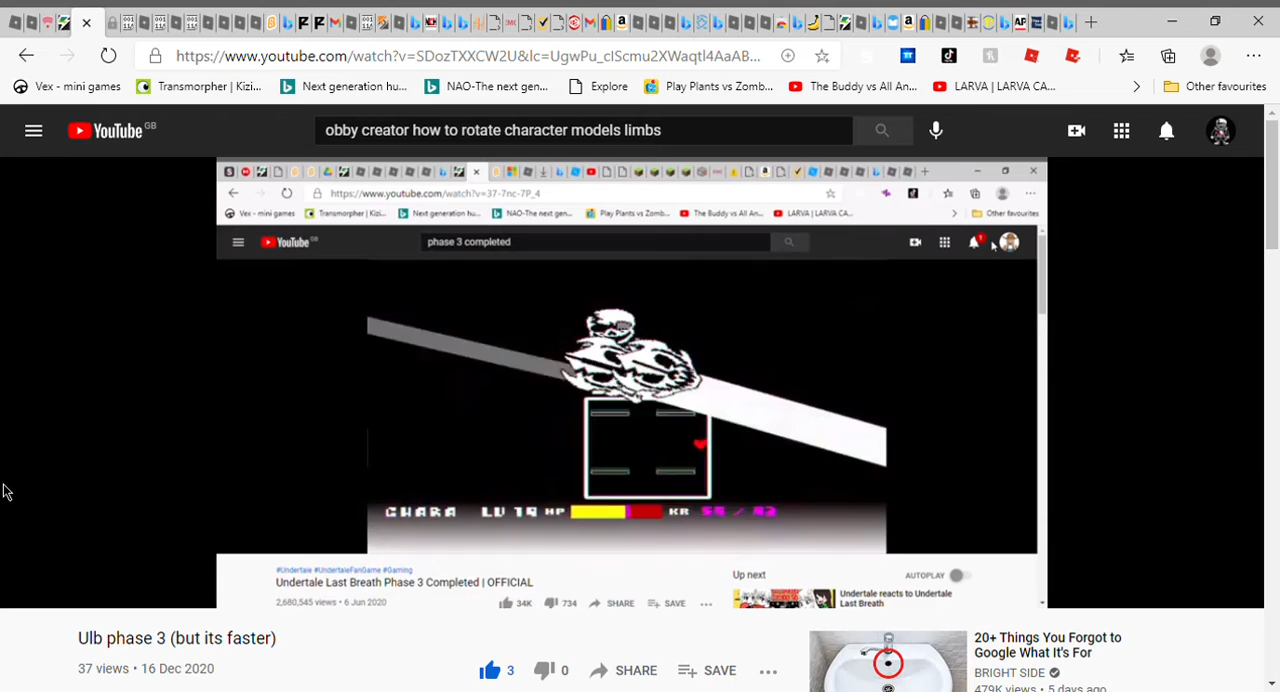 https://www.youtube.com/watch?v=SDozTXXCW2U&lc=UgwPu_clScmu2XWaqtl4AaAB...
Vex - mini games
Transmorpher | Kizi...
Next generation hu...
NAO-The next gen...
Explore
Play Plants vs Zomb...
The Buddy vs All An...
LARVA | LARVA CA...
Other favourites
YouTube GB
obby creator how to rotate character models limbs
https://www.youtube.com/watch?v=37-7nc-7P_4
Vex - mini games
Transmorpher | Kizi...
Next generation hu...
NAO-The next gen...
Play Plants vs Zomb...
The Buddy vs All An...
LARVA | LARVA CA...
Other favourites
YouTube GB
phase 3 completed
CHARA LV 19 HP KR
#Undertale #UndertaleFanGame #Gaming
Undertale Last Breath Phase 3 Completed | OFFICIAL
2,680,545 views • 6 Jun 2020
34K
734
SHARE
SAVE
...
Up next
AUTOPLAY
Undertale reacts to Undertale
Last Breath
Ulb phase 3 (but its faster)
37 views • 16 Dec 2020
3
0
SHARE
SAVE
...
20+ Things You Forgot to
Google What It's For
BRIGHT SIDE
479K views • 5 days ago